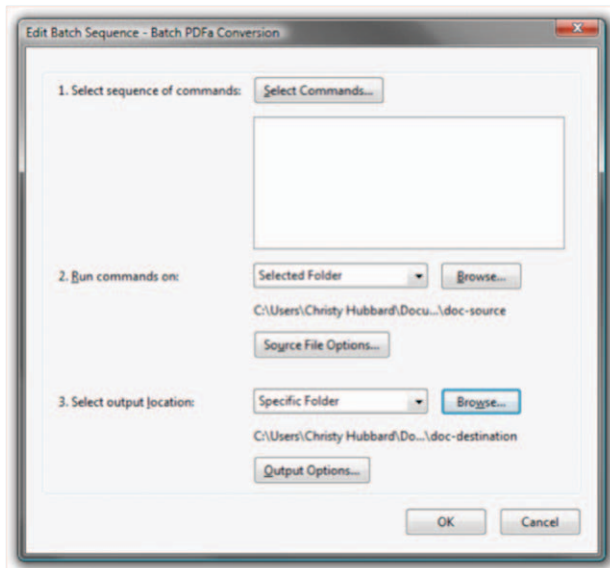 Edit Batch Sequence - Batch PDFa Conversion
1. Select sequence of commands: Select Commands...
2. Run commands on: Selected Folder Browse...
C:\Users\Christy Hubbard\Docu...\doc-source
Source File Options...
3. Select output location: Specific Folder Browse...
C:\Users\Christy Hubbard\Do...\doc-destination
Output Options...
OK Cancel